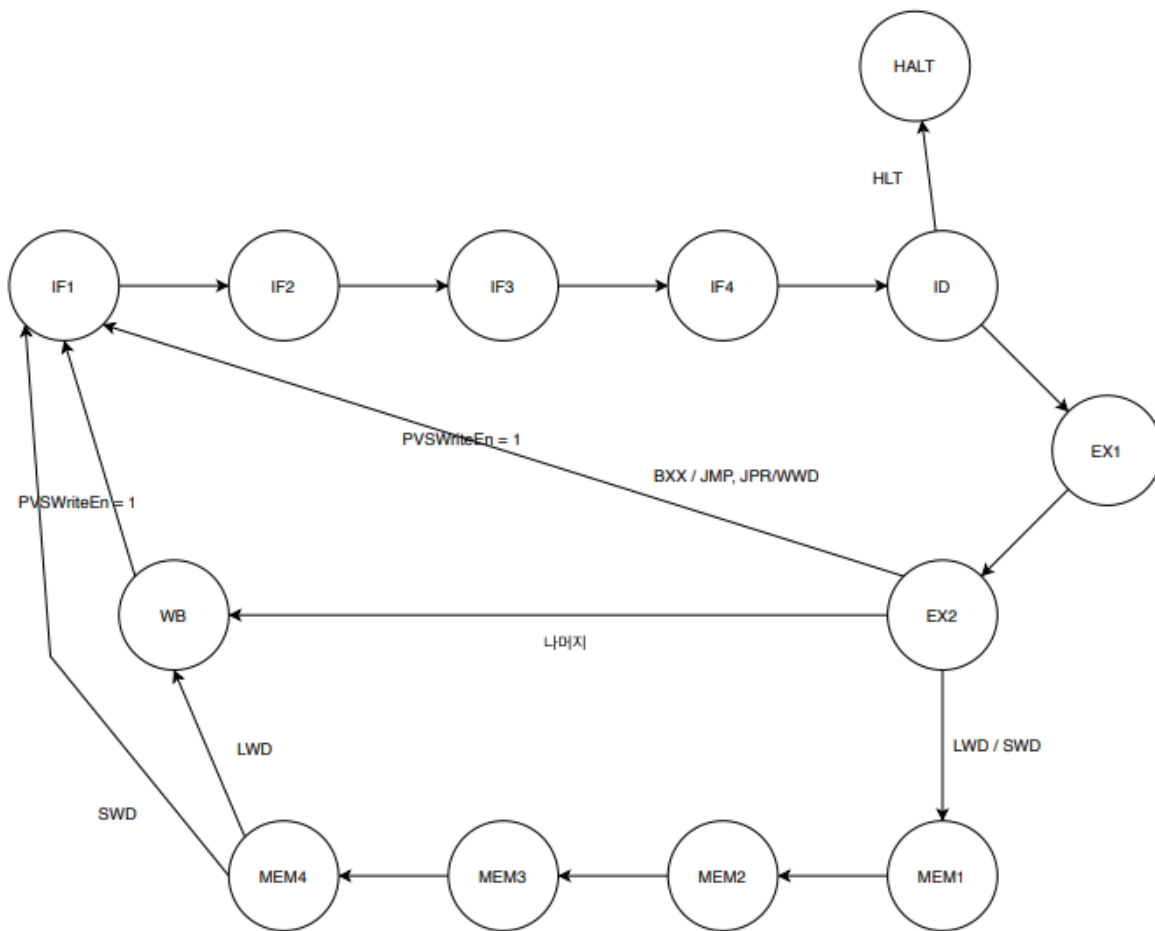 HALT
HLT
IF1
IF2
IF3
IF4
ID
EX1
PVSWriteEn = 1
BXX / JMP, JPR/WWD
PVSWriteEn = 1
WB
EX2
나머지
LWD
LWD / SWD
SWD
MEM4
MEM3
MEM2
MEM1